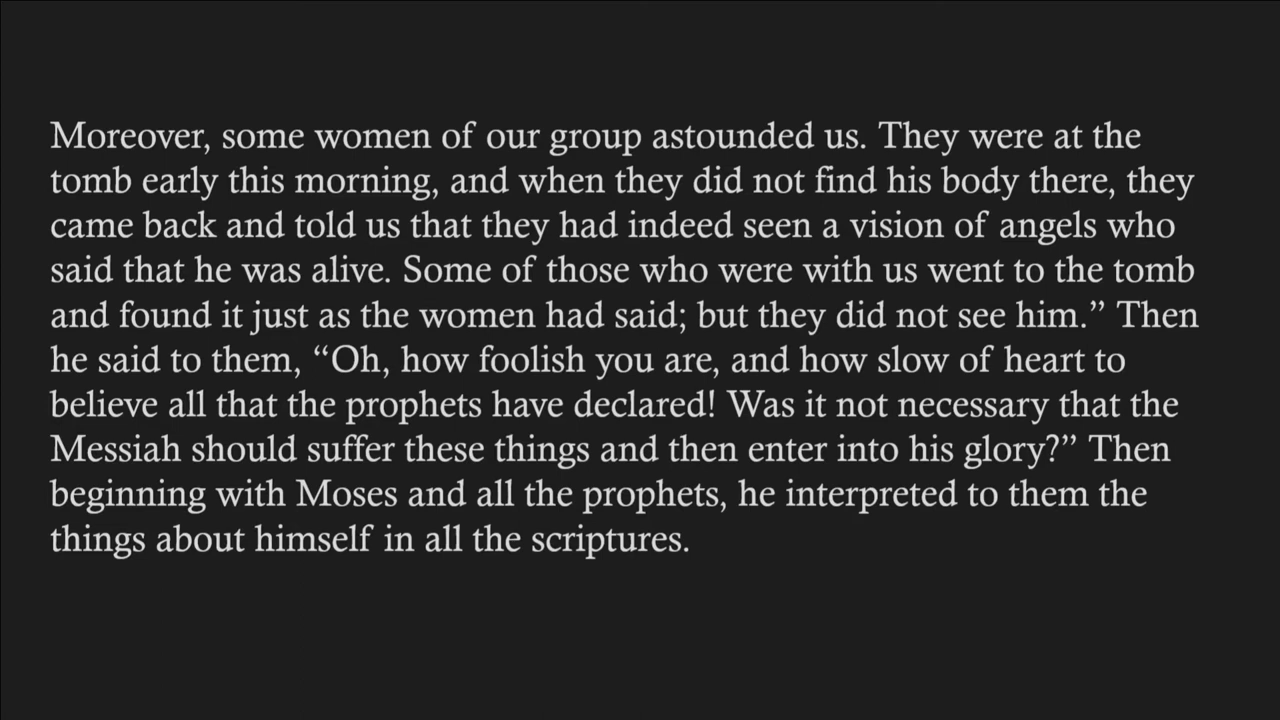 Moreover, some women of our group astounded us. They were at the
tomb early this morning, and when they did not find his body there, they
came back and told us that they had indeed seen a vision of angels who
said that he was alive. Some of those who were with us went to the tomb
and found it just as the women had said; but they did not see him.” Then
he said to them, “Oh, how foolish you are, and how slow of heart to
believe all that the prophets have declared! Was it not necessary that the
Messiah should suffer these things and then enter into his glory?” Then
beginning with Moses and all the prophets, he interpreted to them the
things about himself in all the scriptures.